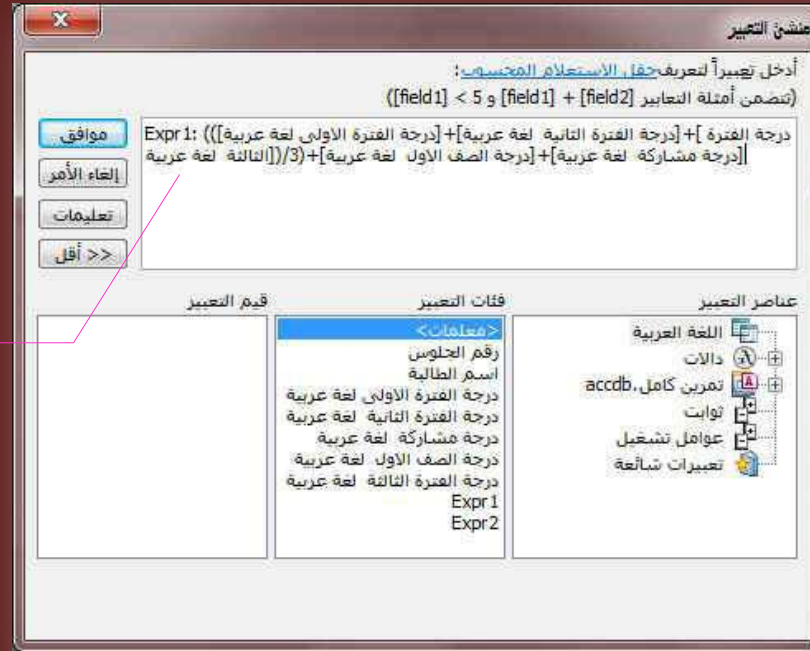 منشئ التعبير
أدخل تعبيراً لتعريف حقل الاستعلام المحسوب:
(تتضمن أمثلة التعابير [field1] + [field2] و [field1] < 5)
Expr1: (([درجة الفترة الاولى لغة عربية]+[درجة الفترة الثانية لغة عربية]+[درجة الفترة
الثالثة لغة عربية])/3)+[درجة الصف الاول لغة عربية]+[درجة مشاركة لغة عربية]
موافق
إلغاء الأمر
تعليمات
<< أقل
عناصر التعبير
اللغة العربية
دالات
تمرين كامل.accdb
ثوابت
عوامل تشغيل
تعبيرات شائعة
فئات التعبير
<معلمات>
رقم الجلوس
اسم الطالبة
درجة الفترة الاولى لغة عربية
درجة الفترة الثانية لغة عربية
درجة مشاركة لغة عربية
درجة الصف الاول لغة عربية
درجة الفترة الثالثة لغة عربية
Expr1
Expr2
قيم التعبير